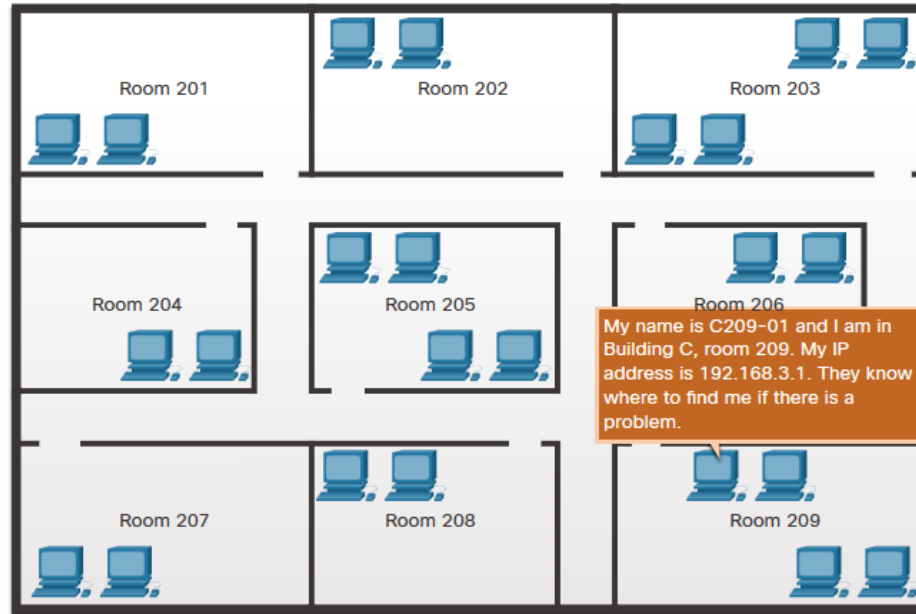 Room 201
Room 202
Room 203
Room 204
Room 205
Room 206
My name is C209-01 and I am in
Building C, room 209. My IP
address is 192.168.3.1. They know
where to find me if there is a
problem.
Room 207
Room 208
Room 209